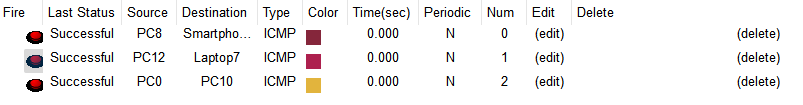 Fire Last Status Source Destination Type Color Time(sec) Periodic Num Edit Delete
Successful PC8 Smartpho... ICMP 0.000 N 0 (edit) (delete)
Successful PC12 Laptop7 ICMP 0.000 N 1 (edit) (delete)
Successful PC0 PC10 ICMP 0.000 N 2 (edit) (delete)